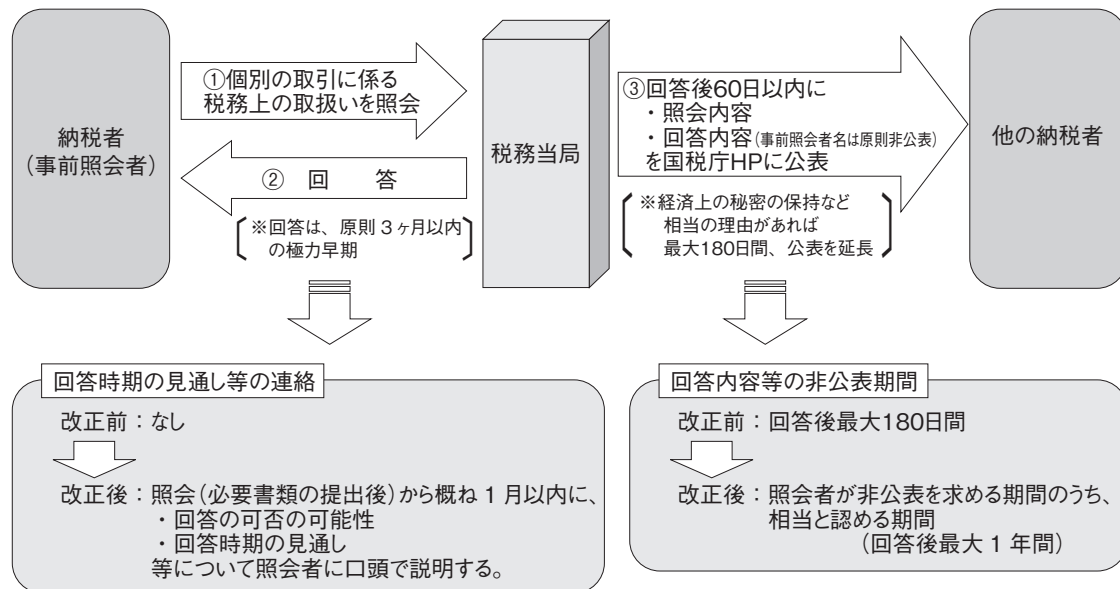 納税者
(事前照会者)
①個別の取引に係る
税務上の取扱いを照会
② 回 答
※回答は、原則3ヶ月以内
の極力早期
税務当局
③回答後60日以内に
・照会内容
・回答内容(事前照会者名は原則非公表)
を国税庁HPに公表
※経済上の秘密の保持など
相当の理由があれば
最大180日間、公表を延長
他の納税者
回答時期の見通し等の連絡
改正前:なし
改正後:照会(必要書類の提出後)から概ね1月以内に、
・回答の可否の可能性
・回答時期の見通し
等について照会者に口頭で説明する。
回答内容等の非公表期間
改正前:回答後最大180日間
改正後:照会者が非公表を求める期間のうち、
相当と認める期間
(回答後最大1年間)